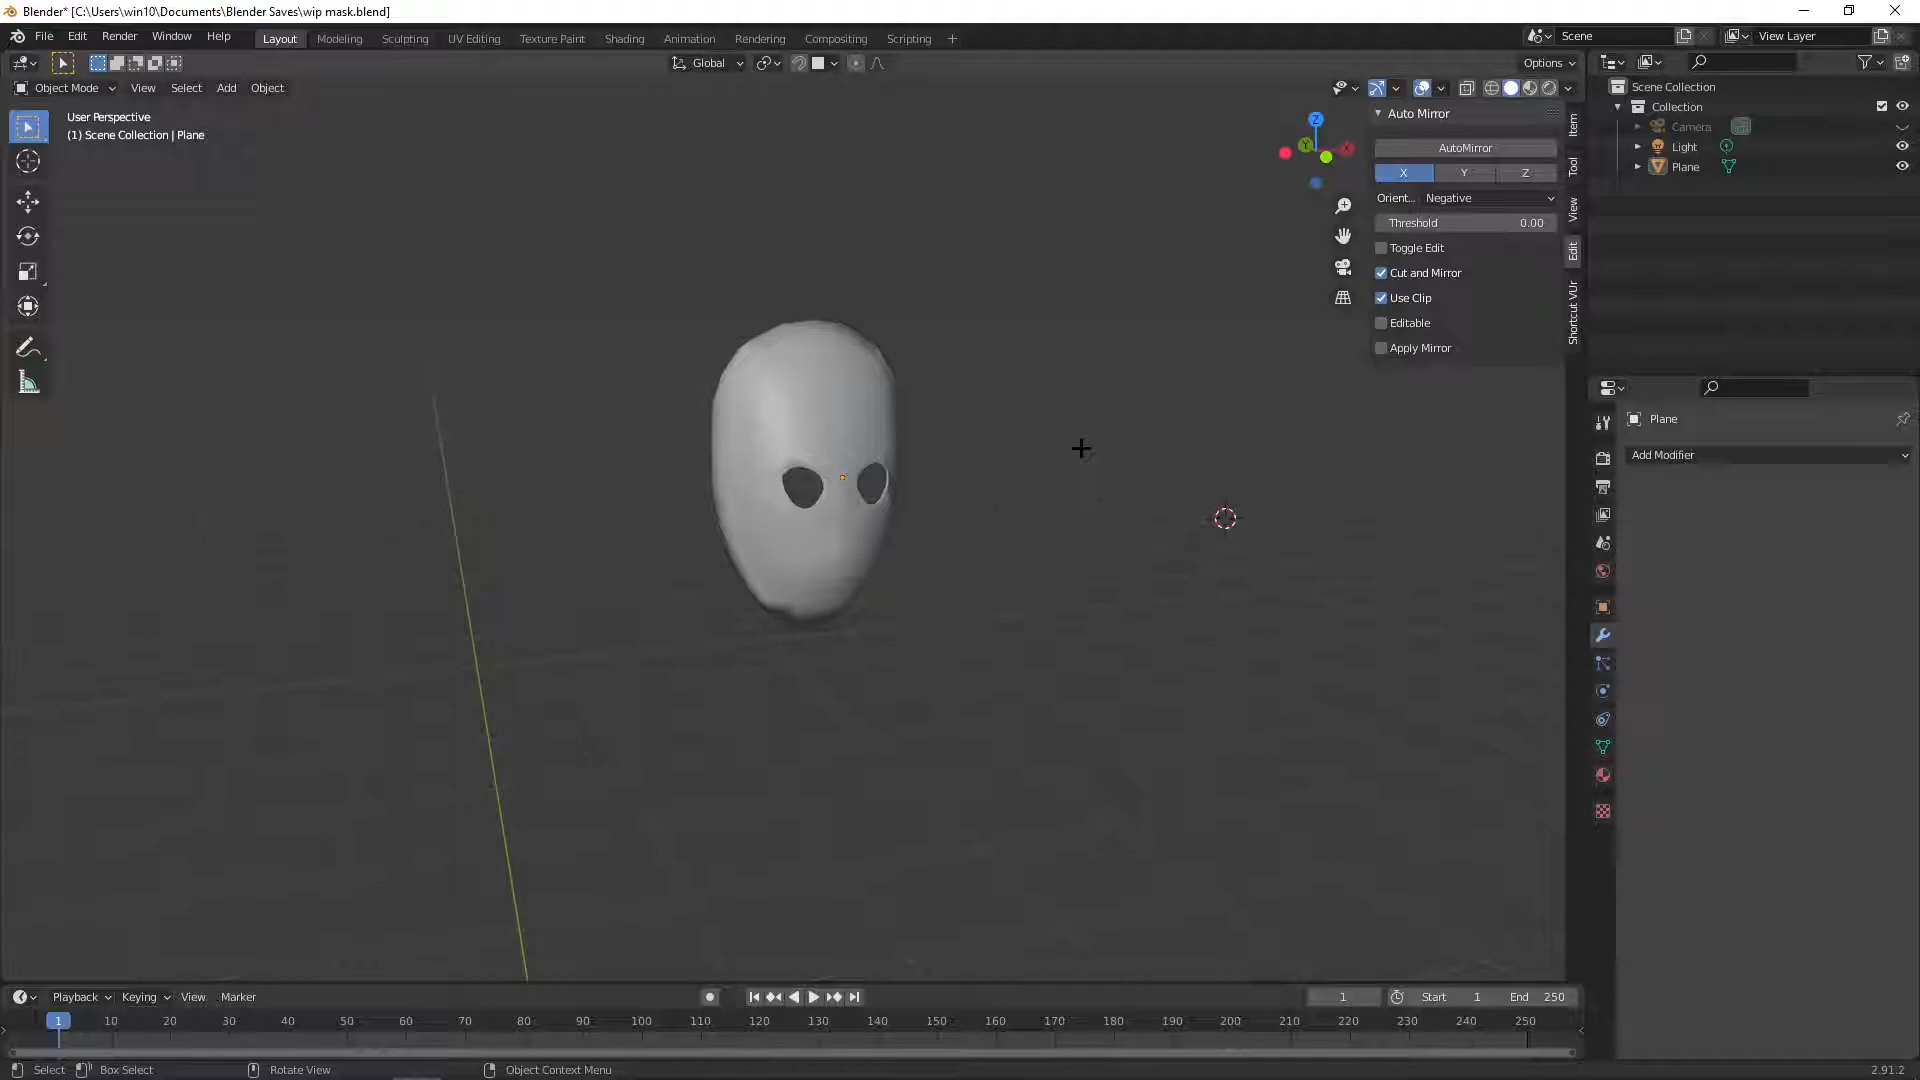 Blender* [C:\Users\win10\Documents\Blender Saves\wip mask.blend]
File Edit Render Window Help Layout Modeling Sculpting UV Editing Texture Paint Shading Animation Rendering Compositing Scripting Scene View Layer
Global Options
Object Mode View Select Add Object
User Perspective
(1) Scene Collection | Plane
Z
Y
X
Auto Mirror
AutoMirror
X Y Z
Orient... Negative
Threshold 0.00
Toggle Edit
Cut and Mirror
Use Clip
Editable
Apply Mirror
Item
Tool
View
Edit
Shortcut VUr
Scene Collection
Collection
Camera
Light
Plane
Plane
Add Modifier
Playback Keying View Marker 1 Start 1 End 250
1 10 20 30 40 50 60 70 80 90 100 110 120 130 140 150 160 170 180 190 200 210 220 230 240 250
Select Box Select Rotate View Object Context Menu 2.91.2